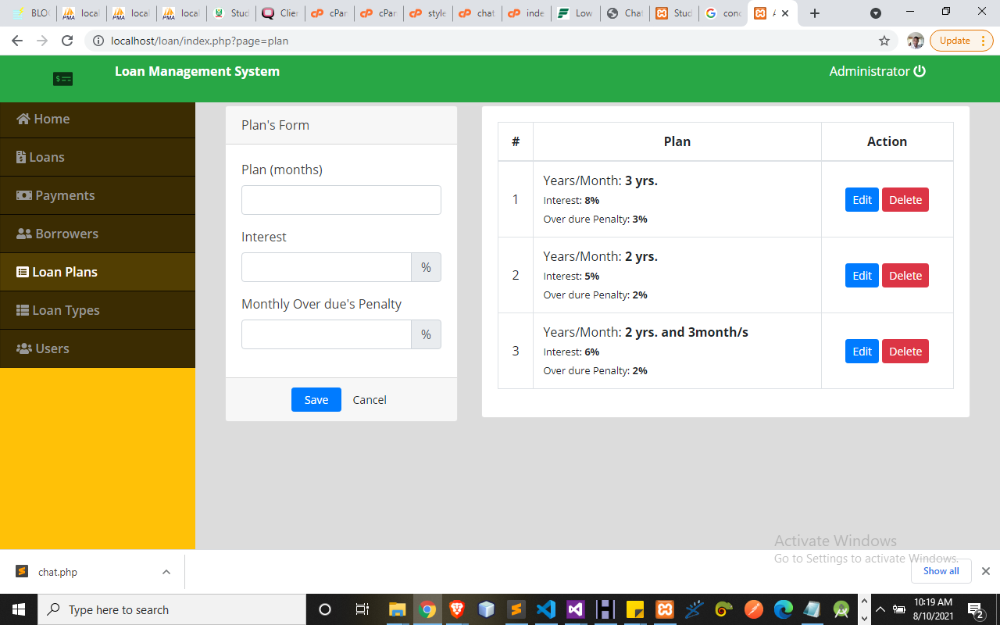 BLO
local
local
local
Stud
Clier
cPar
cPan
style
chat
inde
Low
Chat
Stud
conc
localhost/loan/index.php?page=plan
Update
Loan Management System
Administrator
Home
Loans
Payments
Borrowers
Loan Plans
Loan Types
Users
Plan's Form
Plan (months)
Interest
%
Monthly Over due's Penalty
%
Save Cancel
# Plan Action
1
Years/Month: 3 yrs.
Interest: 8%
Over dure Penalty: 3%
Edit Delete
2
Years/Month: 2 yrs.
Interest: 5%
Over dure Penalty: 2%
Edit Delete
3
Years/Month: 2 yrs. and 3month/s
Interest: 6%
Over dure Penalty: 2%
Edit Delete
Activate Windows
Go to Settings to activate Windows.
chat.php
Show all
Type here to search
10:19 AM
8/10/2021
2